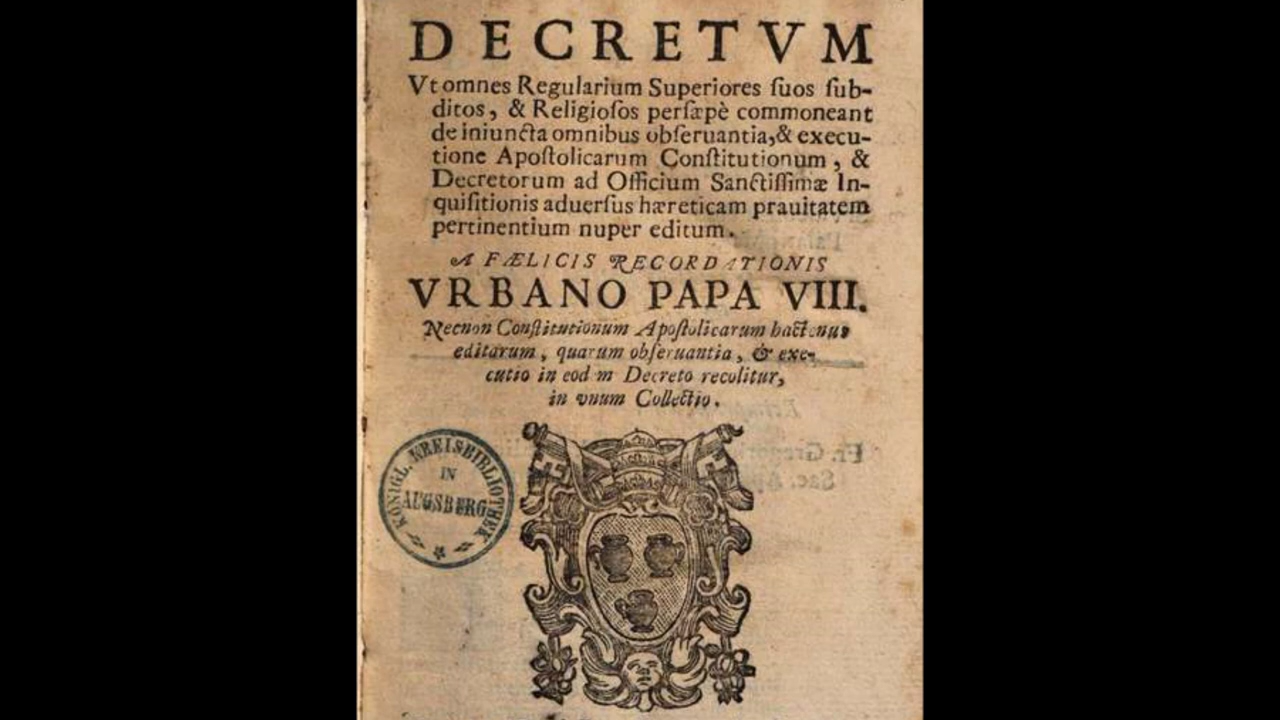 DECRETVM
Vt omnes Regularium Superiores ſuos ſub-
ditos, & Religioſos perſæpè commoneant
de iniuncta omnibus obſeruantia, & execu-
tione Apoſtolicarum Conſtitutionum, &
Decretorum ad Officium Sanctiſſimæ In-
quiſitionis aduerſus hæreticam prauitatem
pertinentium nuper editum.
A FÆLICIS RECORDATIONIS
VRBANO PAPA VIII.
Necnon Conſtitutionum Apoſtolicarum hactenus
editarum, quarum obſeruantia, & exe-
cutio in eod m Decreto recolitur,
in vnum Collectio.
KÖNIGL. KREISBIBLIOTHEK
IN
AUGSBURG